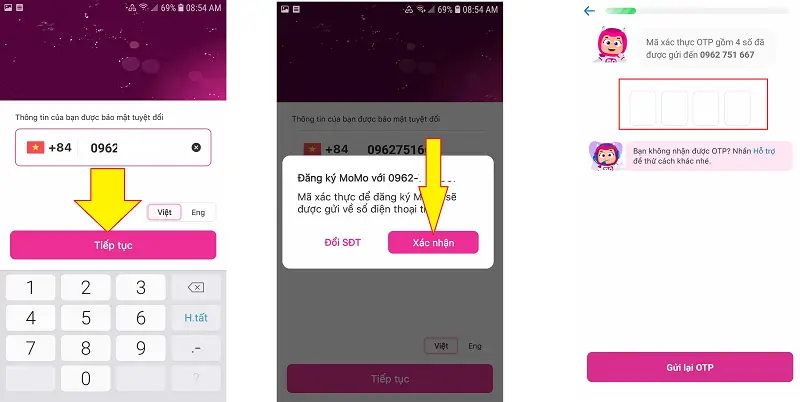 69% 08:54 AM
Thông tin của bạn được bảo mật tuyệt đối
+84 0962
Việt Eng
Tiếp tục
1 2 3
4 5 6 H.tất
7 8 9 .-
0 ?
69% 08:54 AM
Thông tin của bạn được bảo mật tuyệt đối
+84 09627516
Đăng ký MoMo với 0962-
Mã xác thực để đăng ký M sẽ
được gửi về số điện thoại
Đổi SĐT Xác nhận
Việt Eng
Tiếp tục
Mã xác thực OTP gồm 4 số đã
được gửi đến 0962 751 667
Bạn không nhận được OTP? Nhấn Hỗ trợ
để thử cách khác nhé.
Gửi lại OTP